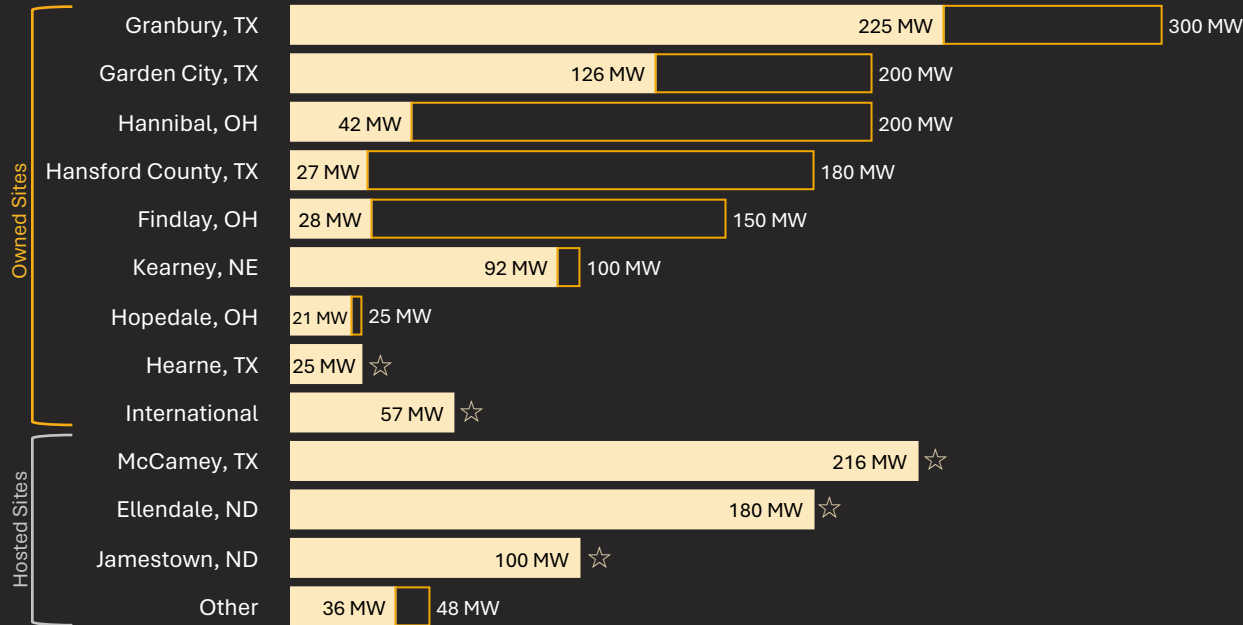 Owned Sites
Granbury, TX 225 MW 300 MW
Garden City, TX 126 MW 200 MW
Hannibal, OH 42 MW 200 MW
Hansford County, TX 27 MW 180 MW
Findlay, OH 28 MW 150 MW
Kearney, NE 92 MW 100 MW
Hopedale, OH 21 MW 25 MW
Hearne, TX 25 MW ☆
International 57 MW ☆
Hosted Sites
McCamey, TX 216 MW ☆
Ellendale, ND 180 MW ☆
Jamestown, ND 100 MW ☆
Other 36 MW 48 MW